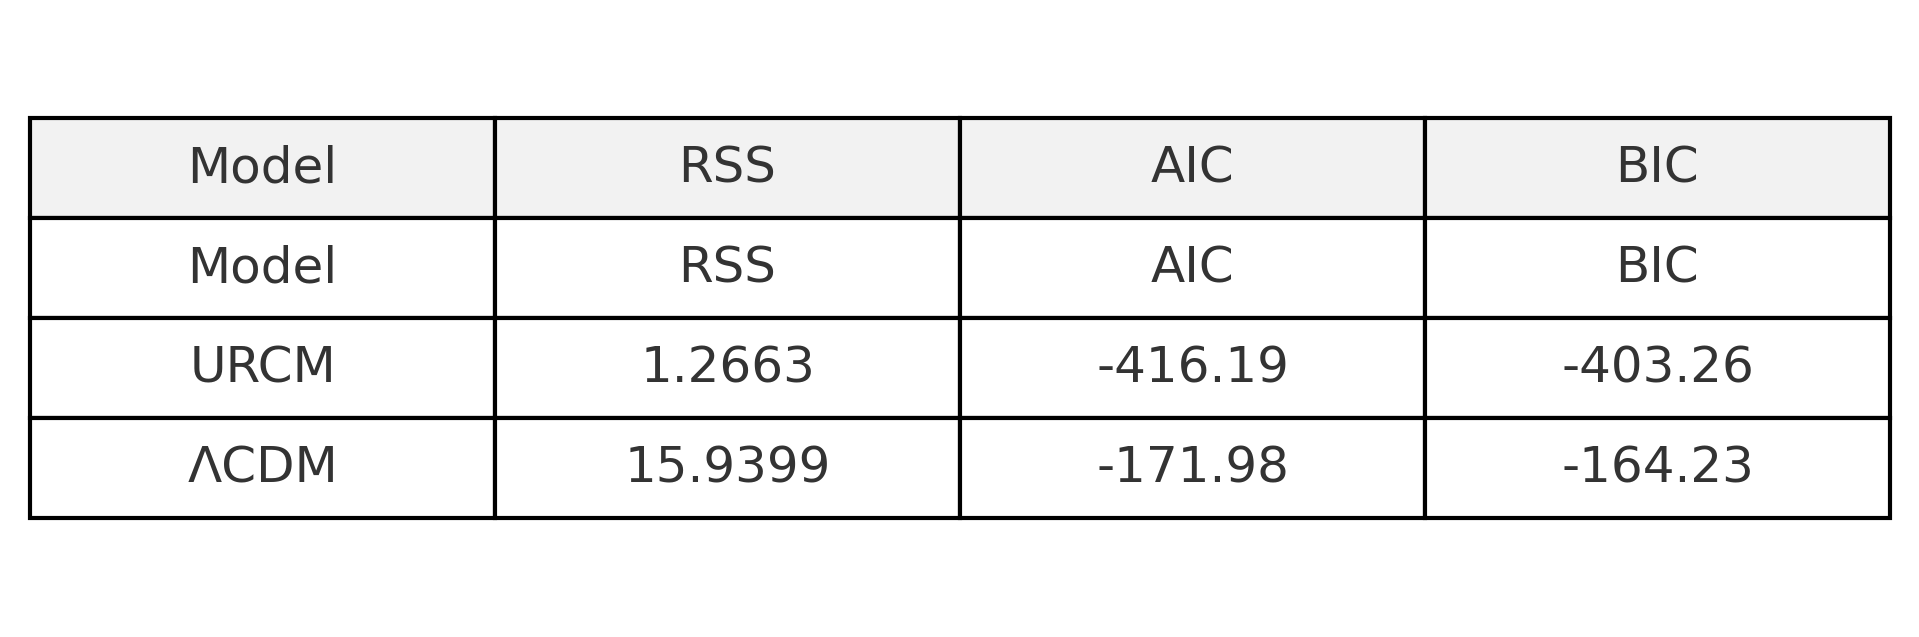 Model RSS AIC BIC
Model RSS AIC BIC
URCM 1.2663 -416.19 -403.26
ΛCDM 15.9399 -171.98 -164.23